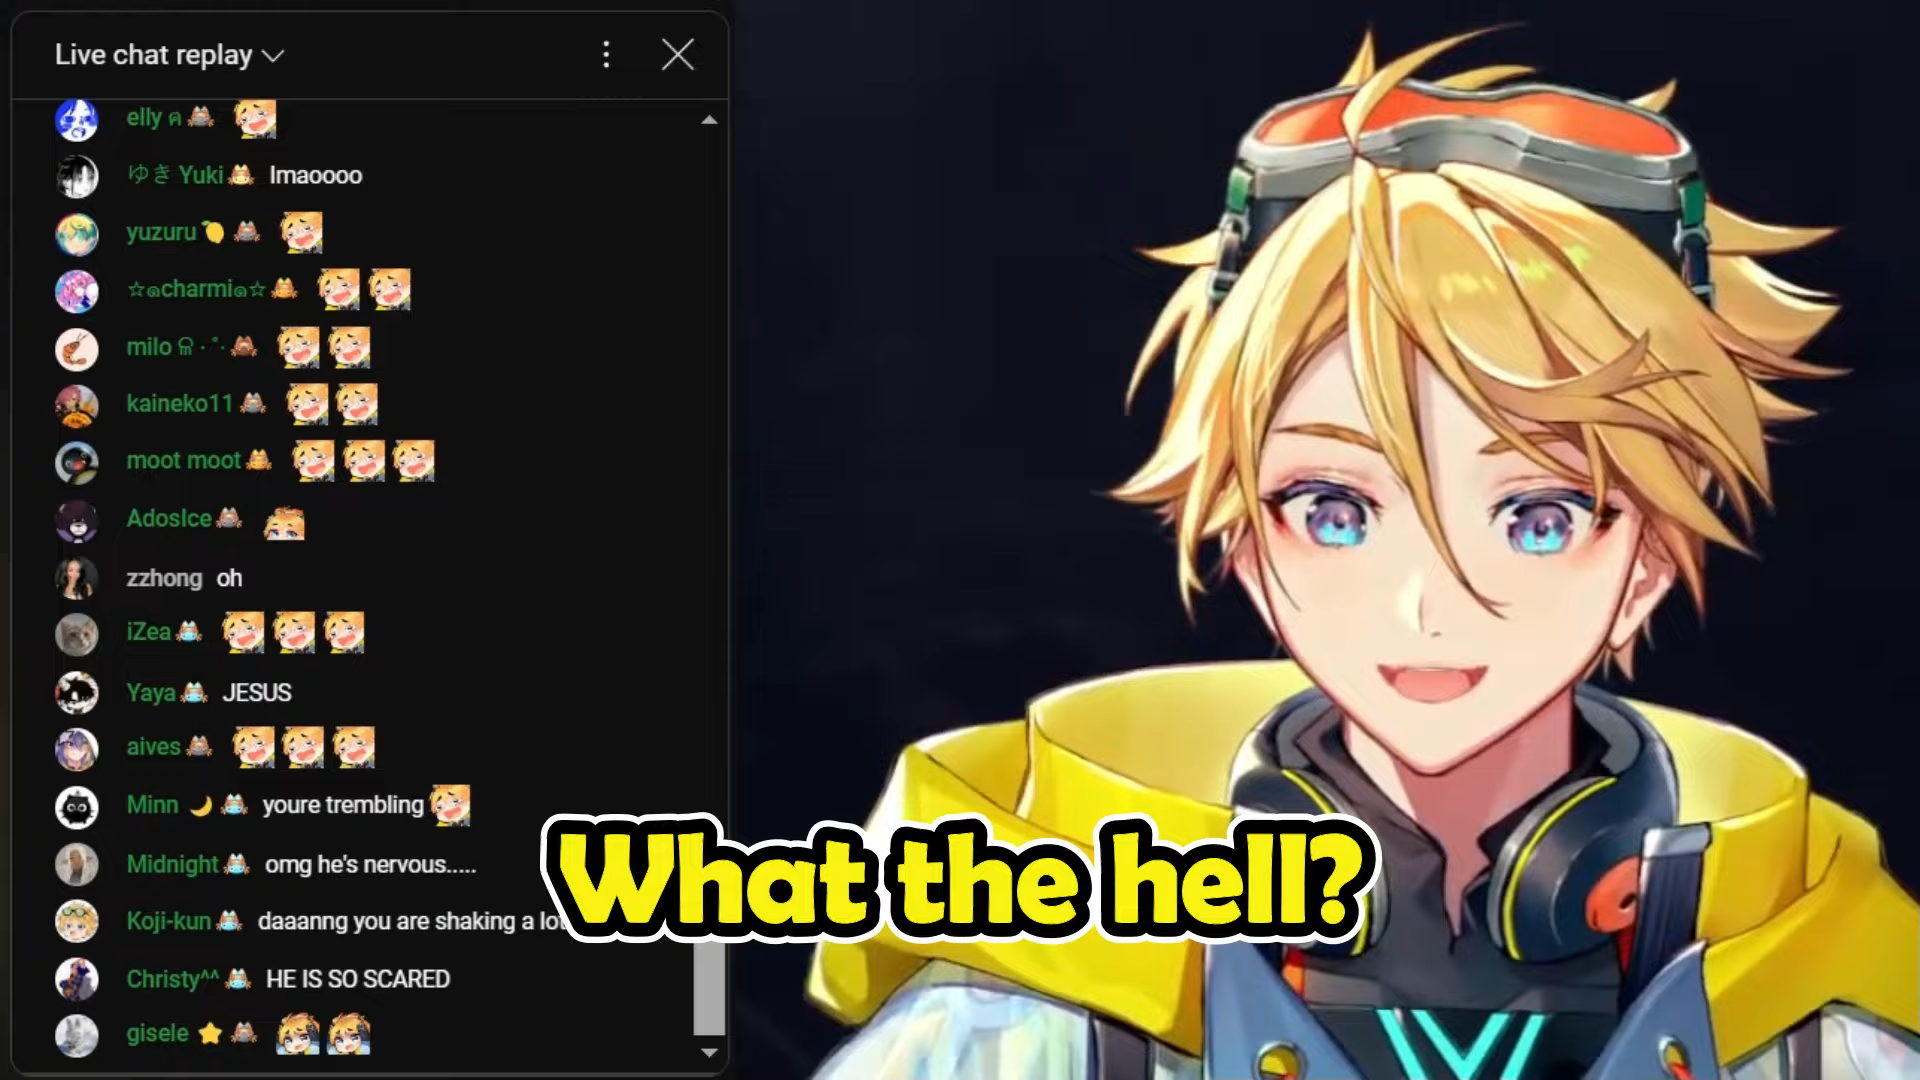 Live chat replay
elly ฅ
ゆき Yuki lmaoooo
yuzuru
☆๑charmi๑☆
milo
kaineko11
moot moot
AdosIce
zzhong oh
iZea
Yaya JESUS
aives
Minn youre trembling
Midnight omg he's nervous.....
Koji-kun daaanng you are shaking a lot
Christy^^ HE IS SO SCARED
gisele
What the hell?